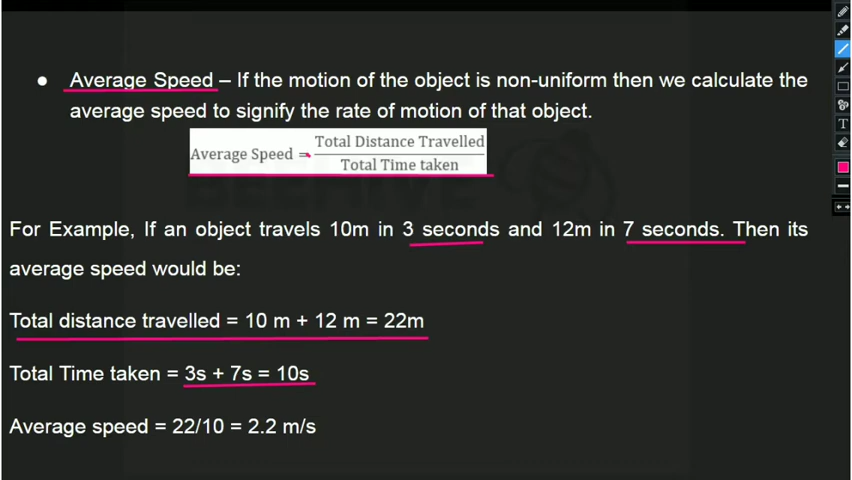 ● Average Speed – If the motion of the object is non-uniform then we calculate the
average speed to signify the rate of motion of that object.
Average Speed = Total Distance Travelled
Total Time taken
For Example, If an object travels 10m in 3 seconds and 12m in 7 seconds. Then its
average speed would be:
Total distance travelled = 10 m + 12 m = 22m
Total Time taken = 3s + 7s = 10s
Average speed = 22/10 = 2.2 m/s
BEEHIVE
T